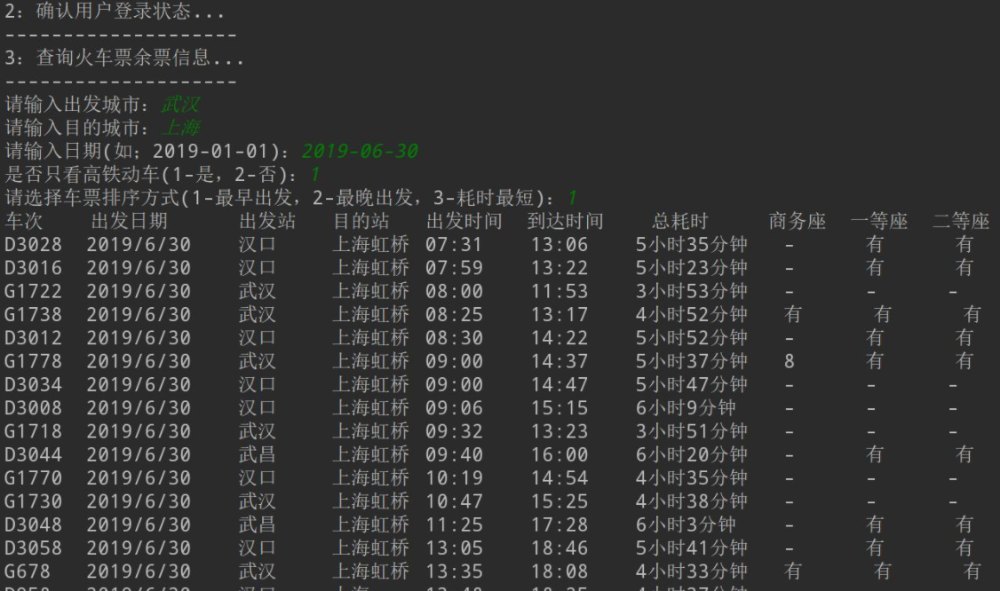 2：确认用户登录状态...
--------------------
3：查询火车票余票信息...
--------------------
请输入出发城市：武汉
请输入目的城市：上海
请输入日期(如；2019-01-01)：2019-06-30
是否只看高铁动车(1-是，2-否)：1
请选择车票排序方式(1-最早出发，2-最晚出发，3-耗时最短)：1
车次 出发日期 出发站 目的站 出发时间 到达时间 总耗时 商务座 一等座 二等座
D3028 2019/6/30 汉口 上海虹桥 07:31 13:06 5小时35分钟 - 有 有
D3016 2019/6/30 汉口 上海虹桥 07:59 13:22 5小时23分钟 - 有 有
G1722 2019/6/30 武汉 上海虹桥 08:00 11:53 3小时53分钟 - - -
G1738 2019/6/30 武汉 上海虹桥 08:25 13:17 4小时52分钟 有 有 有
D3012 2019/6/30 汉口 上海虹桥 08:30 14:22 5小时52分钟 - 有 有
G1778 2019/6/30 武汉 上海虹桥 09:00 14:37 5小时37分钟 8 有 有
D3034 2019/6/30 汉口 上海虹桥 09:00 14:47 5小时47分钟 - - -
D3008 2019/6/30 汉口 上海虹桥 09:06 15:15 6小时9分钟 - - -
G1718 2019/6/30 武汉 上海虹桥 09:32 13:23 3小时51分钟 - - -
D3044 2019/6/30 武昌 上海虹桥 09:40 16:00 6小时20分钟 - 有 有
G1770 2019/6/30 汉口 上海虹桥 10:19 14:54 4小时35分钟 - - -
G1730 2019/6/30 武汉 上海虹桥 10:47 15:25 4小时38分钟 - - -
D3048 2019/6/30 武昌 上海虹桥 11:25 17:28 6小时3分钟 - 有 有
D3058 2019/6/30 汉口 上海虹桥 13:05 18:46 5小时41分钟 - 有 有
G678 2019/6/30 武汉 上海虹桥 13:35 18:08 4小时33分钟 有 有 有